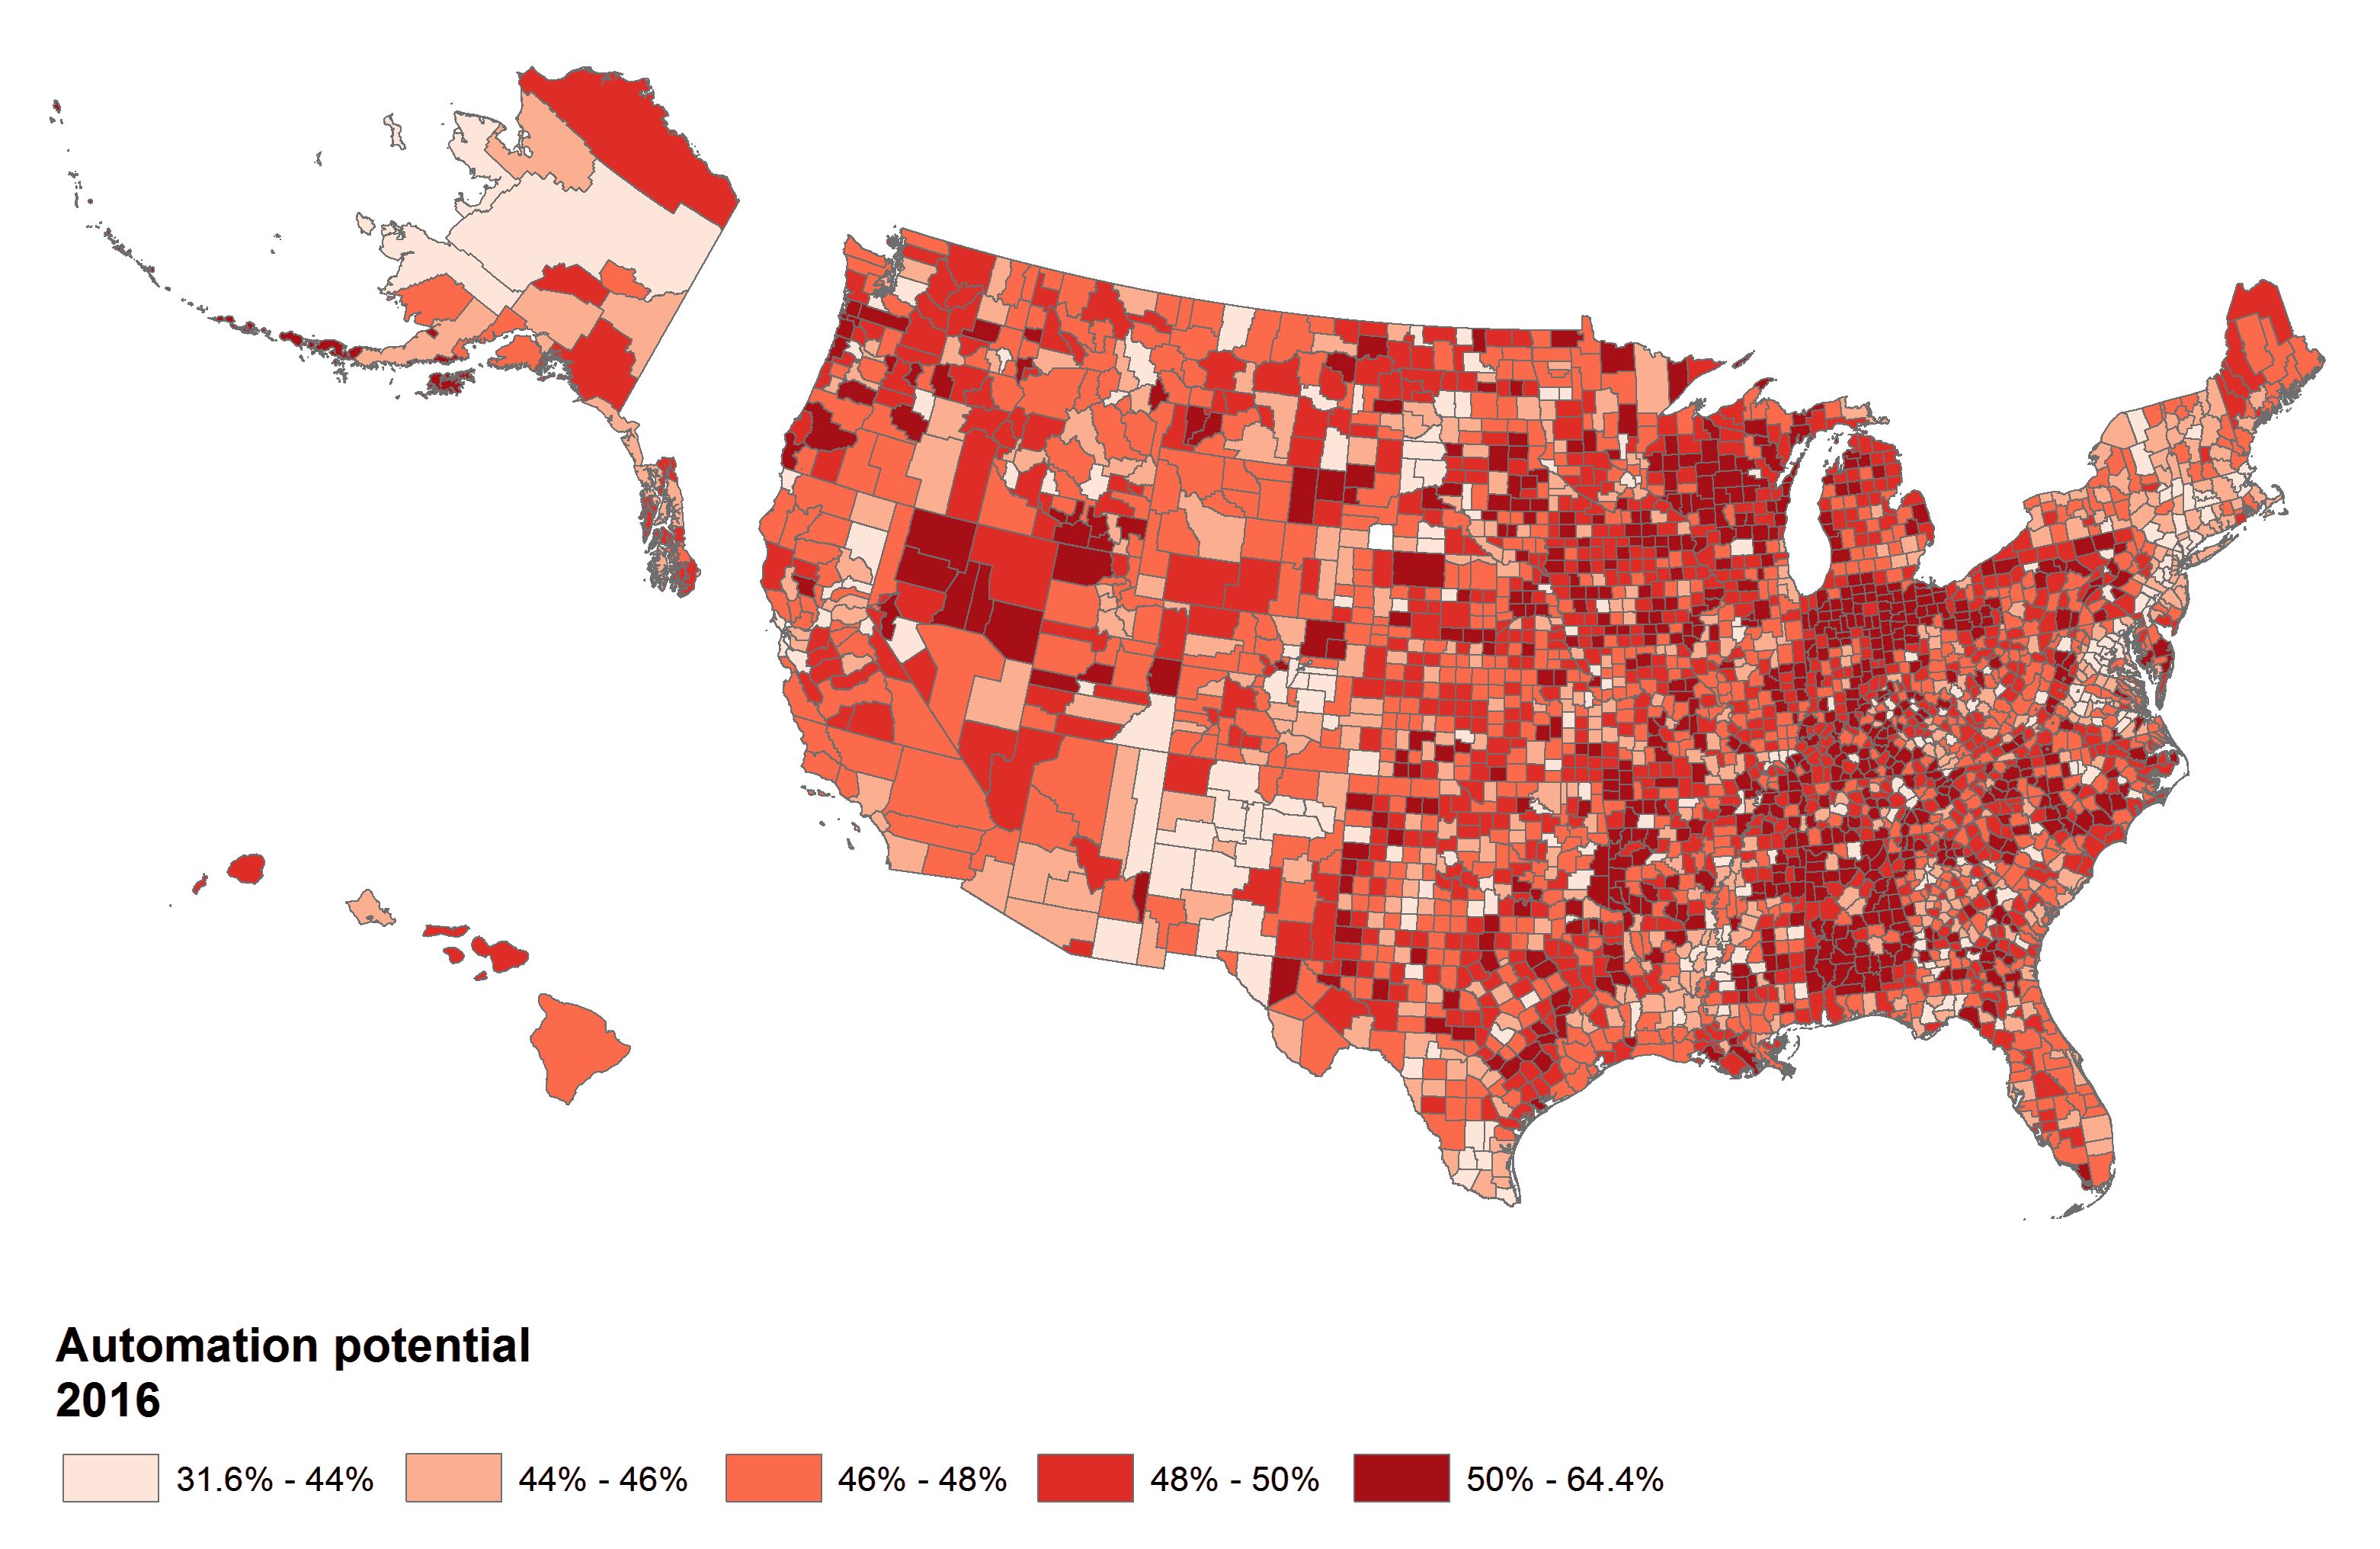 Automation potential
2016
31.6% - 44% 44% - 46% 46% - 48% 48% - 50% 50% - 64.4%